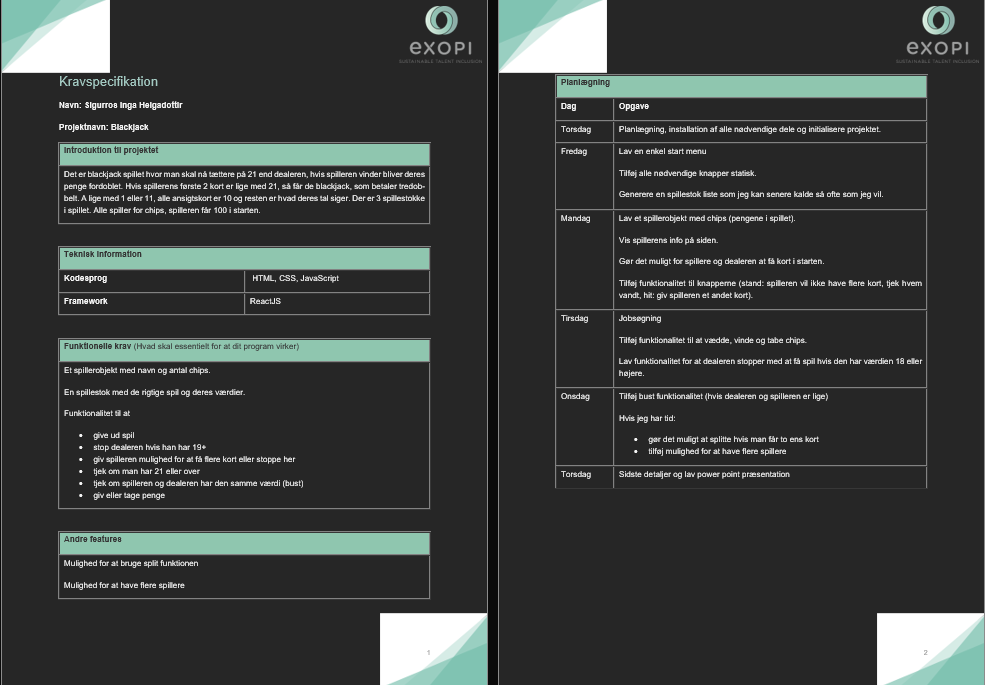 exopi
SUSTAINABLE TALENT INCLUSION
Kravspecifikation
Navn: Sigurros Inga Helgadottir
Projektnavn: Blackjack
Introduktion til projektet
Det er blackjack spillet hvor man skal nå tættere på 21 end dealeren, hvis spilleren vinder bliver deres
penge fordoblet. Hvis spillerens første 2 kort er lige med 21, så får de blackjack, som betaler tredob-
belt. A lige med 1 eller 11, alle ansigtskort er 10 og resten er hvad deres tal siger. Der er 3 spillestokke
i spillet. Alle spiller for chips, spilleren får 100 i starten.
Teknisk information
Kodesprog
HTML, CSS, JavaScript
Framework
ReactJS
Funktionelle krav (Hvad skal essentielt for at dit program virker)
Et spillerobjekt med navn og antal chips.
En spillestok med de rigtige spil og deres værdier.
Funktionalitet til at
• give ud spil
• stop dealeren hvis han har 19+
• giv spilleren mulighed for at få flere kort eller stoppe her
• tjek om man har 21 eller over
• tjek om spilleren og dealeren har den samme værdi (bust)
• giv eller tage penge
Andre features
Mulighed for at bruge split funktionen
Mulighed for at have flere spillere
1
exopi
SUSTAINABLE TALENT INCLUSION
Planlægning
Dag
Opgave
Torsdag
Planlægning, installation af alle nødvendige dele og initialisere projektet.
Fredag
Lav en enkel start menu
Tilføj alle nødvendige knapper statisk.
Generere en spillestok liste som jeg kan senere kalde så ofte som jeg vil.
Mandag
Lav et spillerobjekt med chips (pengene i spillet).
Vis spillerens info på siden.
Gør det muligt for spillere og dealeren at få kort i starten.
Tilføj funktionalitet til knapperne (stand: spilleren vil ikke have flere kort, tjek hvem
vandt, hit: giv spilleren et andet kort).
Tirsdag
Jobsøgning
Tilføj funktionalitet til at vædde, vinde og tabe chips.
Lav funktionalitet for at dealeren stopper med at få spil hvis den har værdien 18 eller
højere.
Onsdag
Tilføj bust funktionalitet (hvis dealeren og spilleren er lige)
Hvis jeg har tid:
• gør det muligt at splitte hvis man får to ens kort
• tilføj mulighed for at have flere spillere
Torsdag
Sidste detaljer og lav power point præsentation
2